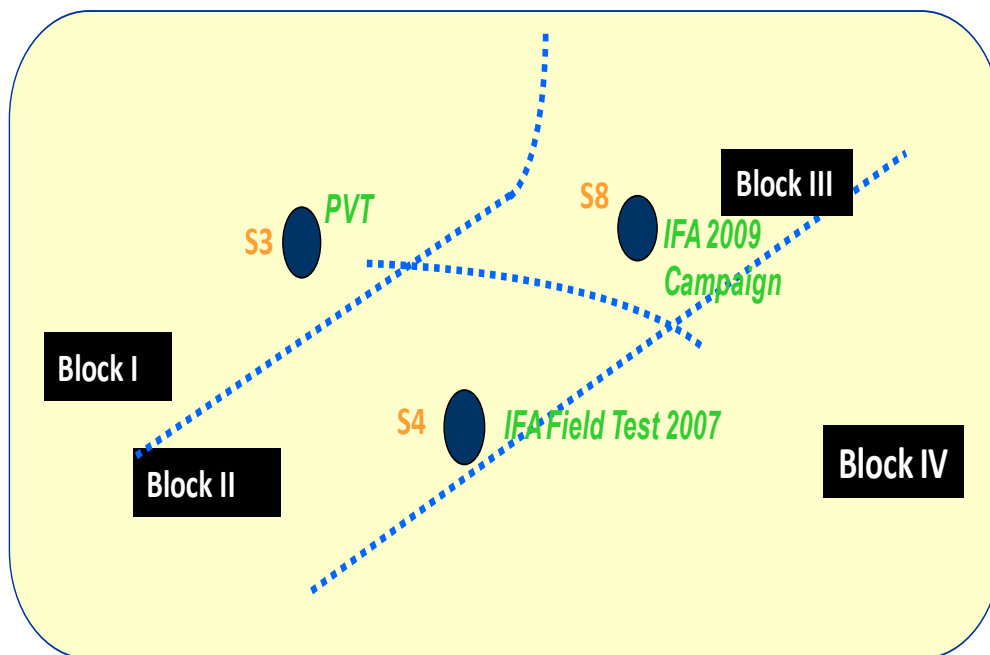 Block III
S8
PVT
S3
IFA 2009
Campaign
Block I
S4
IFA Field Test 2007
Block IV
Block II